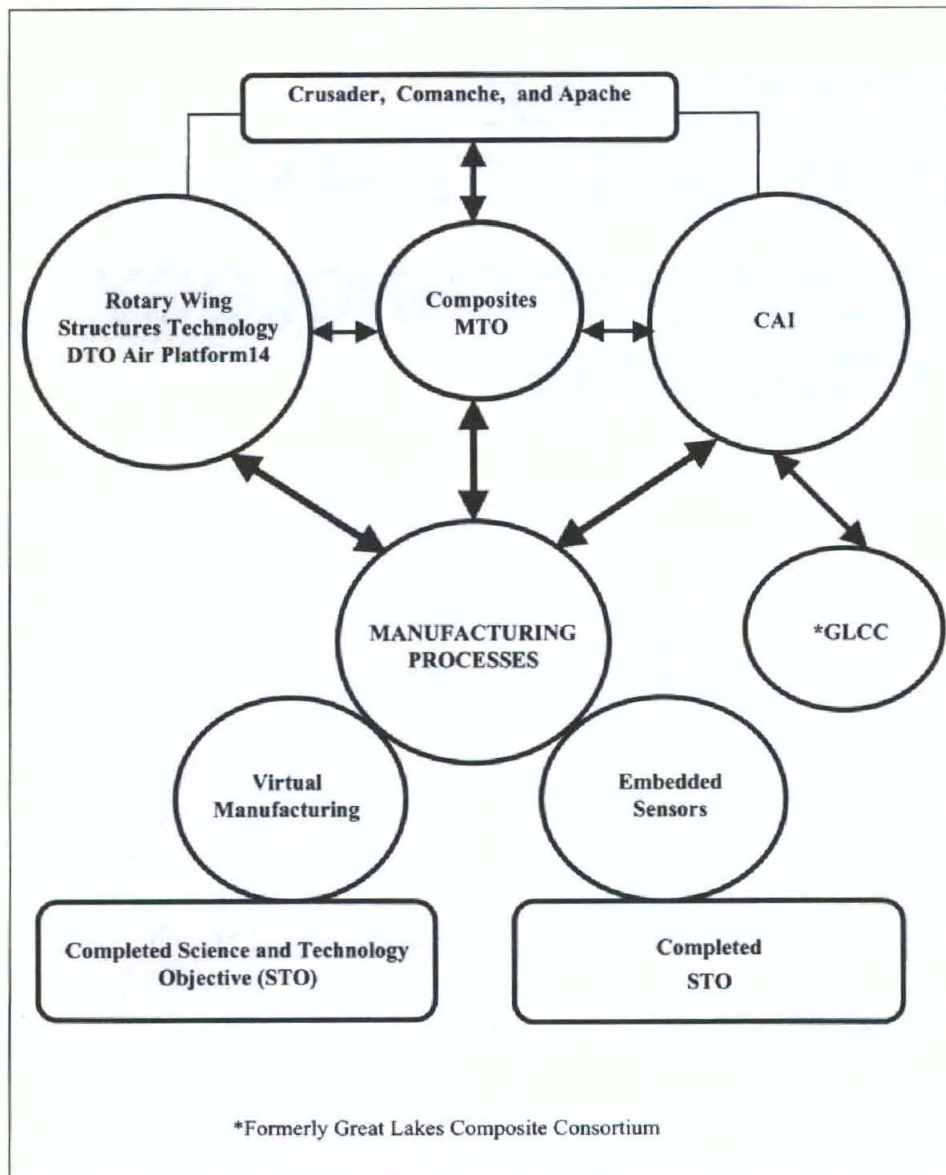 Crusader, Comanche, and Apache
Rotary Wing
Structures Technology
DTO Air Platform14
Composites
MTO
CAI
MANUFACTURING
PROCESSES
*GLCC
Virtual
Manufacturing
Embedded
Sensors
Completed Science and Technology
Objective (STO)
Completed
STO
*Formerly Great Lakes Composite Consortium